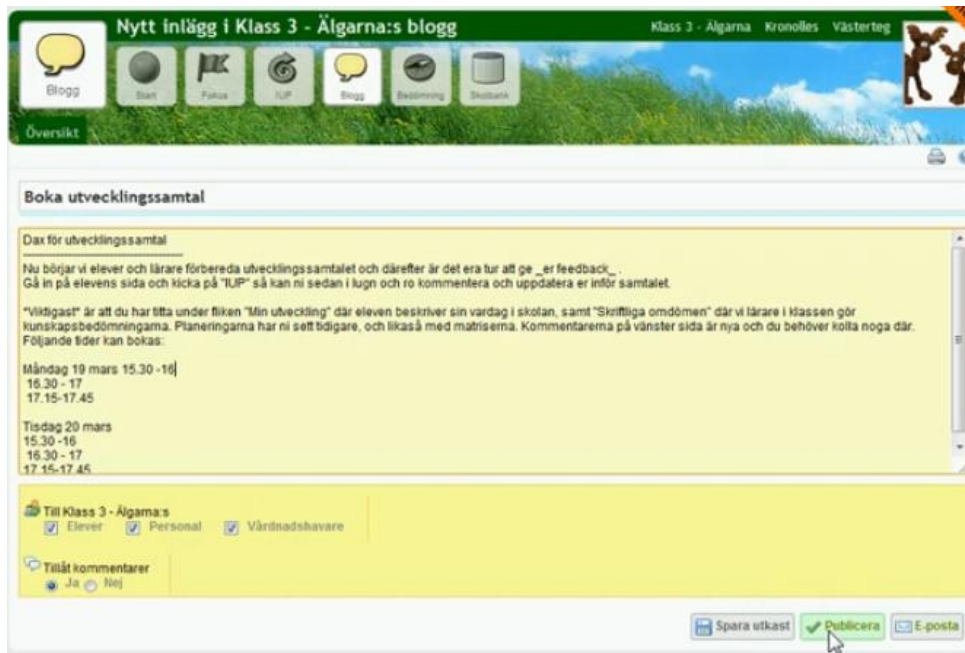 Nytt inlägg i Klass 3 - Älgarna:s blogg
Klass 3 - Älgarna Kronolles Västerteg
Blogg
Start Fokus IUP Blogg Bedömning Skolbank
Översikt
Boka utvecklingssamtal
Dax för utvecklingssamtal
------------------------------------
Nu börjar vi elever och lärare förbereda utvecklingssamtalet och därefter är det era tur att ge _er feedback_ .
Gå in på elevens sida och kicka på "IUP" så kan ni sedan i lugn och ro kommentera och uppdatera er inför samtalet.
*Viktigast* är att du har titta under fliken "Min utveckling" där eleven beskriver sin vardag i skolan, samt "Skriftliga omdömen" där vi lärare i klassen gör
kunskapsbedömningarna. Planeringarna har ni sett tidigare, och likaså med matriserna. Kommentarerna på vänster sida är nya och du behöver kolla noga där.
Följande tider kan bokas:
Måndag 19 mars 15.30 -16
16.30 - 17
17.15-17.45
Tisdag 20 mars
15.30 -16
16.30 - 17
17.15-17.45
Till Klass 3 - Älgarna:s
Elever Personal Vårdnadshavare
Tillåt kommentarer
Ja Nej
Spara utkast Publicera E-posta